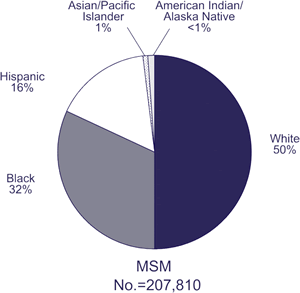 Asian/Pacific
Islander
1%
American Indian/
Alaska Native
<1%
Hispanic
16%
White
50%
Black
32%
MSM
No.=207,810